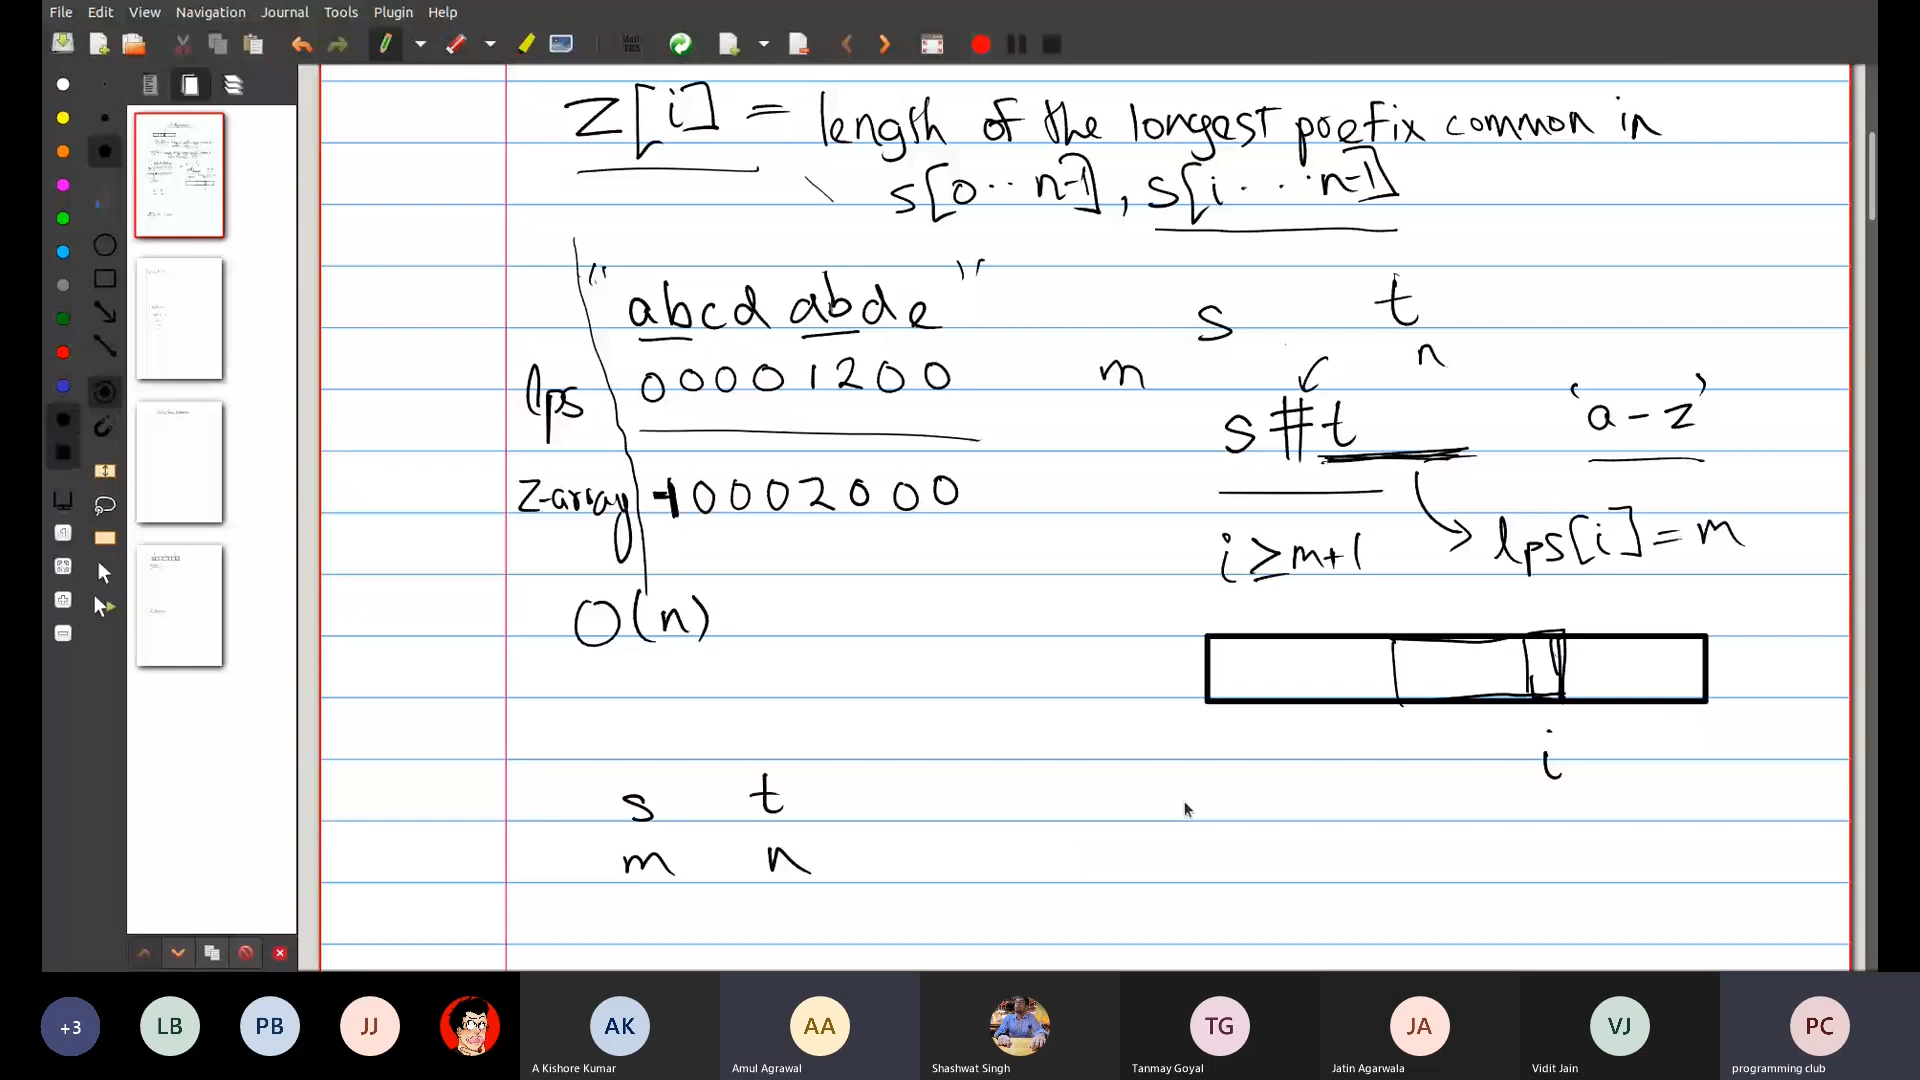 File Edit View Navigation Journal Tools Plugin Help
Z[i] = length of the longest prefix common in
s[0..n-1], s[i...n-1]
"abcdabde"
lps 00001200
Z-array -10002000
O(n)
s t
m n
s#t
'a-z'
i ≥ m+1
lps[i] = m
i
s t
m n
+3 LB PB JJ AK AA TG JA VJ PC
A Kishore Kumar Amul Agrawal Shashwat Singh Tanmay Goyal Jatin Agarwala Vidit Jain programming club